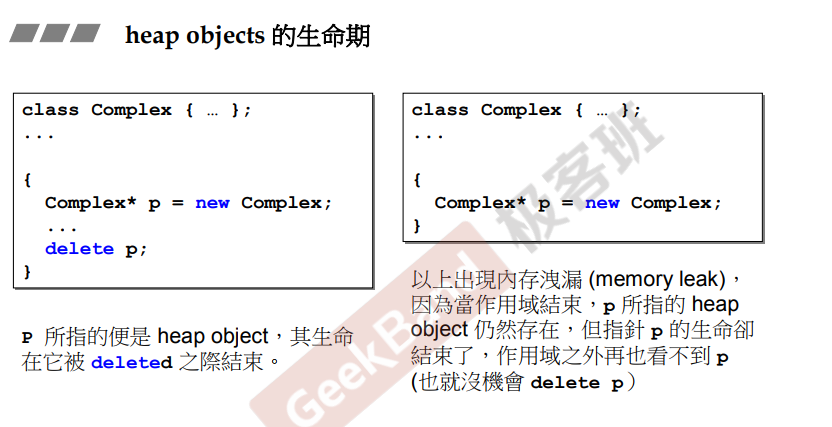 heap objects 的生命期
class Complex { … };
...
{
Complex* p = new Complex;
...
delete p;
}
P 所指的便是 heap object，其生命
在它被 deleted 之際結束。
class Complex { … };
...
{
Complex* p = new Complex;
}
以上出現內存洩漏 (memory leak)，
因為當作用域結束，p 所指的 heap
object 仍然存在，但指針 p 的生命卻
結束了，作用域之外再也看不到 p
(也就沒機會 delete p）
GeekBand 极客班